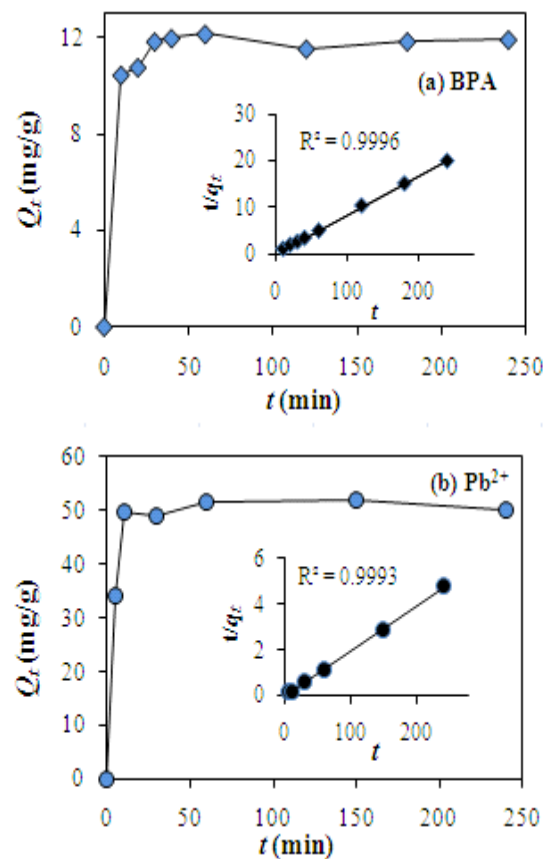 12
8
4
0
Qt (mg/g)
(a) BPA
30
20
10
0
t/qt
R² = 0.9996
0 100 200
t
0 50 100 150 200 250
t (min)
60
50
40
30
20
10
0
Qt (mg/g)
(b) Pb²⁺
6
4
2
0
t/qt
R² = 0.9993
0 200
t
0 50 100 150 200 250
t (min)